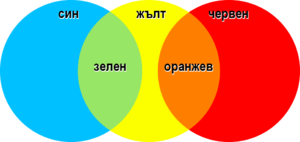 син жълт червен
зелен оранжев